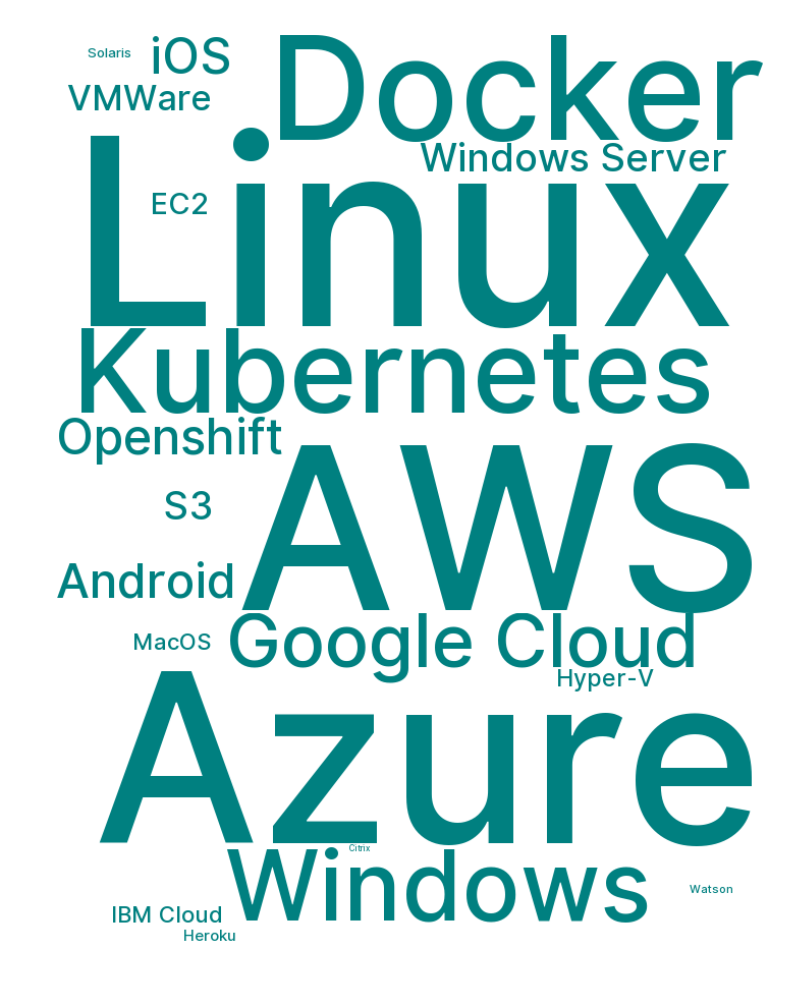 Solaris
iOS
Docker
VMWare
Windows Server
Linux
EC2
Kubernetes
Openshift
AWS
S3
Android
Google Cloud
MacOS
Hyper-V
Azure
Citrix
Windows
Watson
IBM Cloud
Heroku